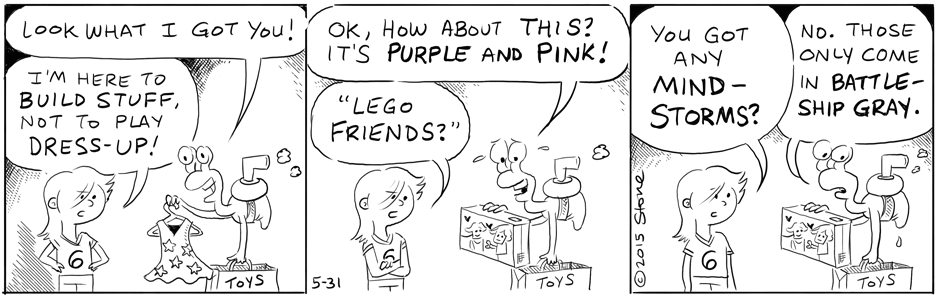 LOOK WHAT I GOT YOU!
I'M HERE TO
BUILD STUFF,
NOT TO PLAY
DRESS-UP!
6
TOYS
OK, HOW ABOUT THIS?
IT'S PURPLE AND PINK!
"LEGO
FRIENDS?"
6
TOYS
5-31
YOU GOT
ANY
MIND-
STORMS?
NO. THOSE
ONLY COME
IN BATTLE-
SHIP GRAY.
6
TOYS
©2015 Stone